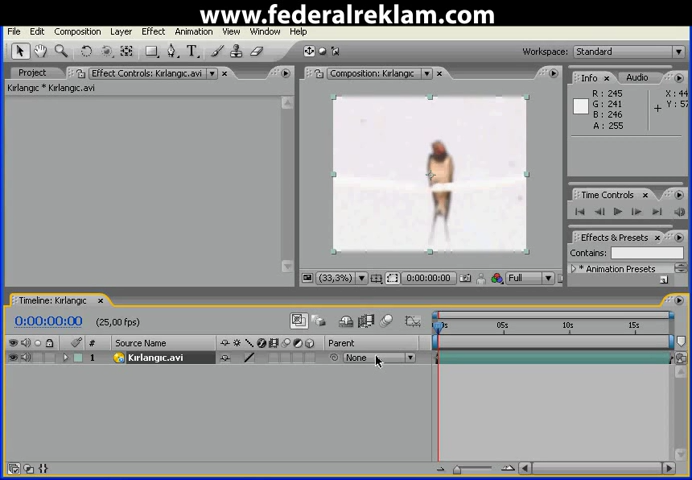 www.federalreklam.com
File Edit Composition Layer Effect Animation View Window Help
Workspace: Standard
Project Effect Controls: Kırlangıc.avi Composition: Kırlangıc Info Audio
Kırlangıc * Kırlangıc.avi
R : 245
G : 241
B : 246
A : 255
X : 44
Y : 57
Time Controls
Effects & Presets
Contains:
* Animation Presets
(33,3%) 0:00:00:00 Full
Timeline: Kırlangıc
0:00:00:00 (25,00 fps)
0s 05s 10s 15s
# Source Name Parent
1 Kırlangıc.avi None